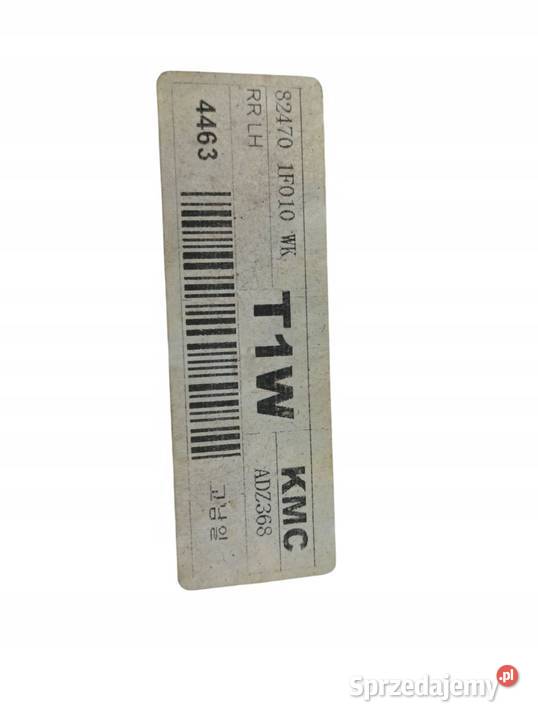 82470 1F010 WK
RR LH
4463
T1W
KMC
ADZ368
고남일
Sprzedajemy.pl